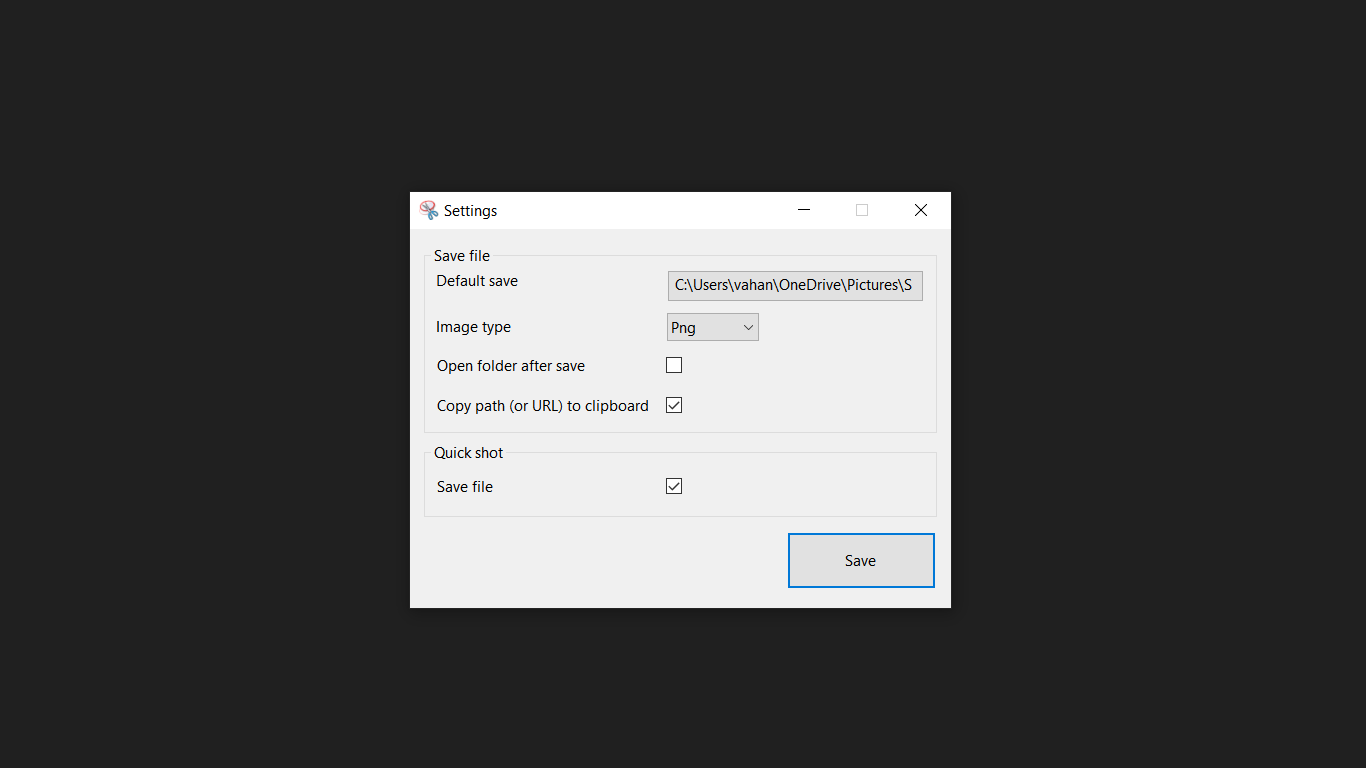 Settings
Save file
Default save C:\Users\vahan\OneDrive\Pictures\S
Image type Png
Open folder after save
Copy path (or URL) to clipboard
Quick shot
Save file
Save